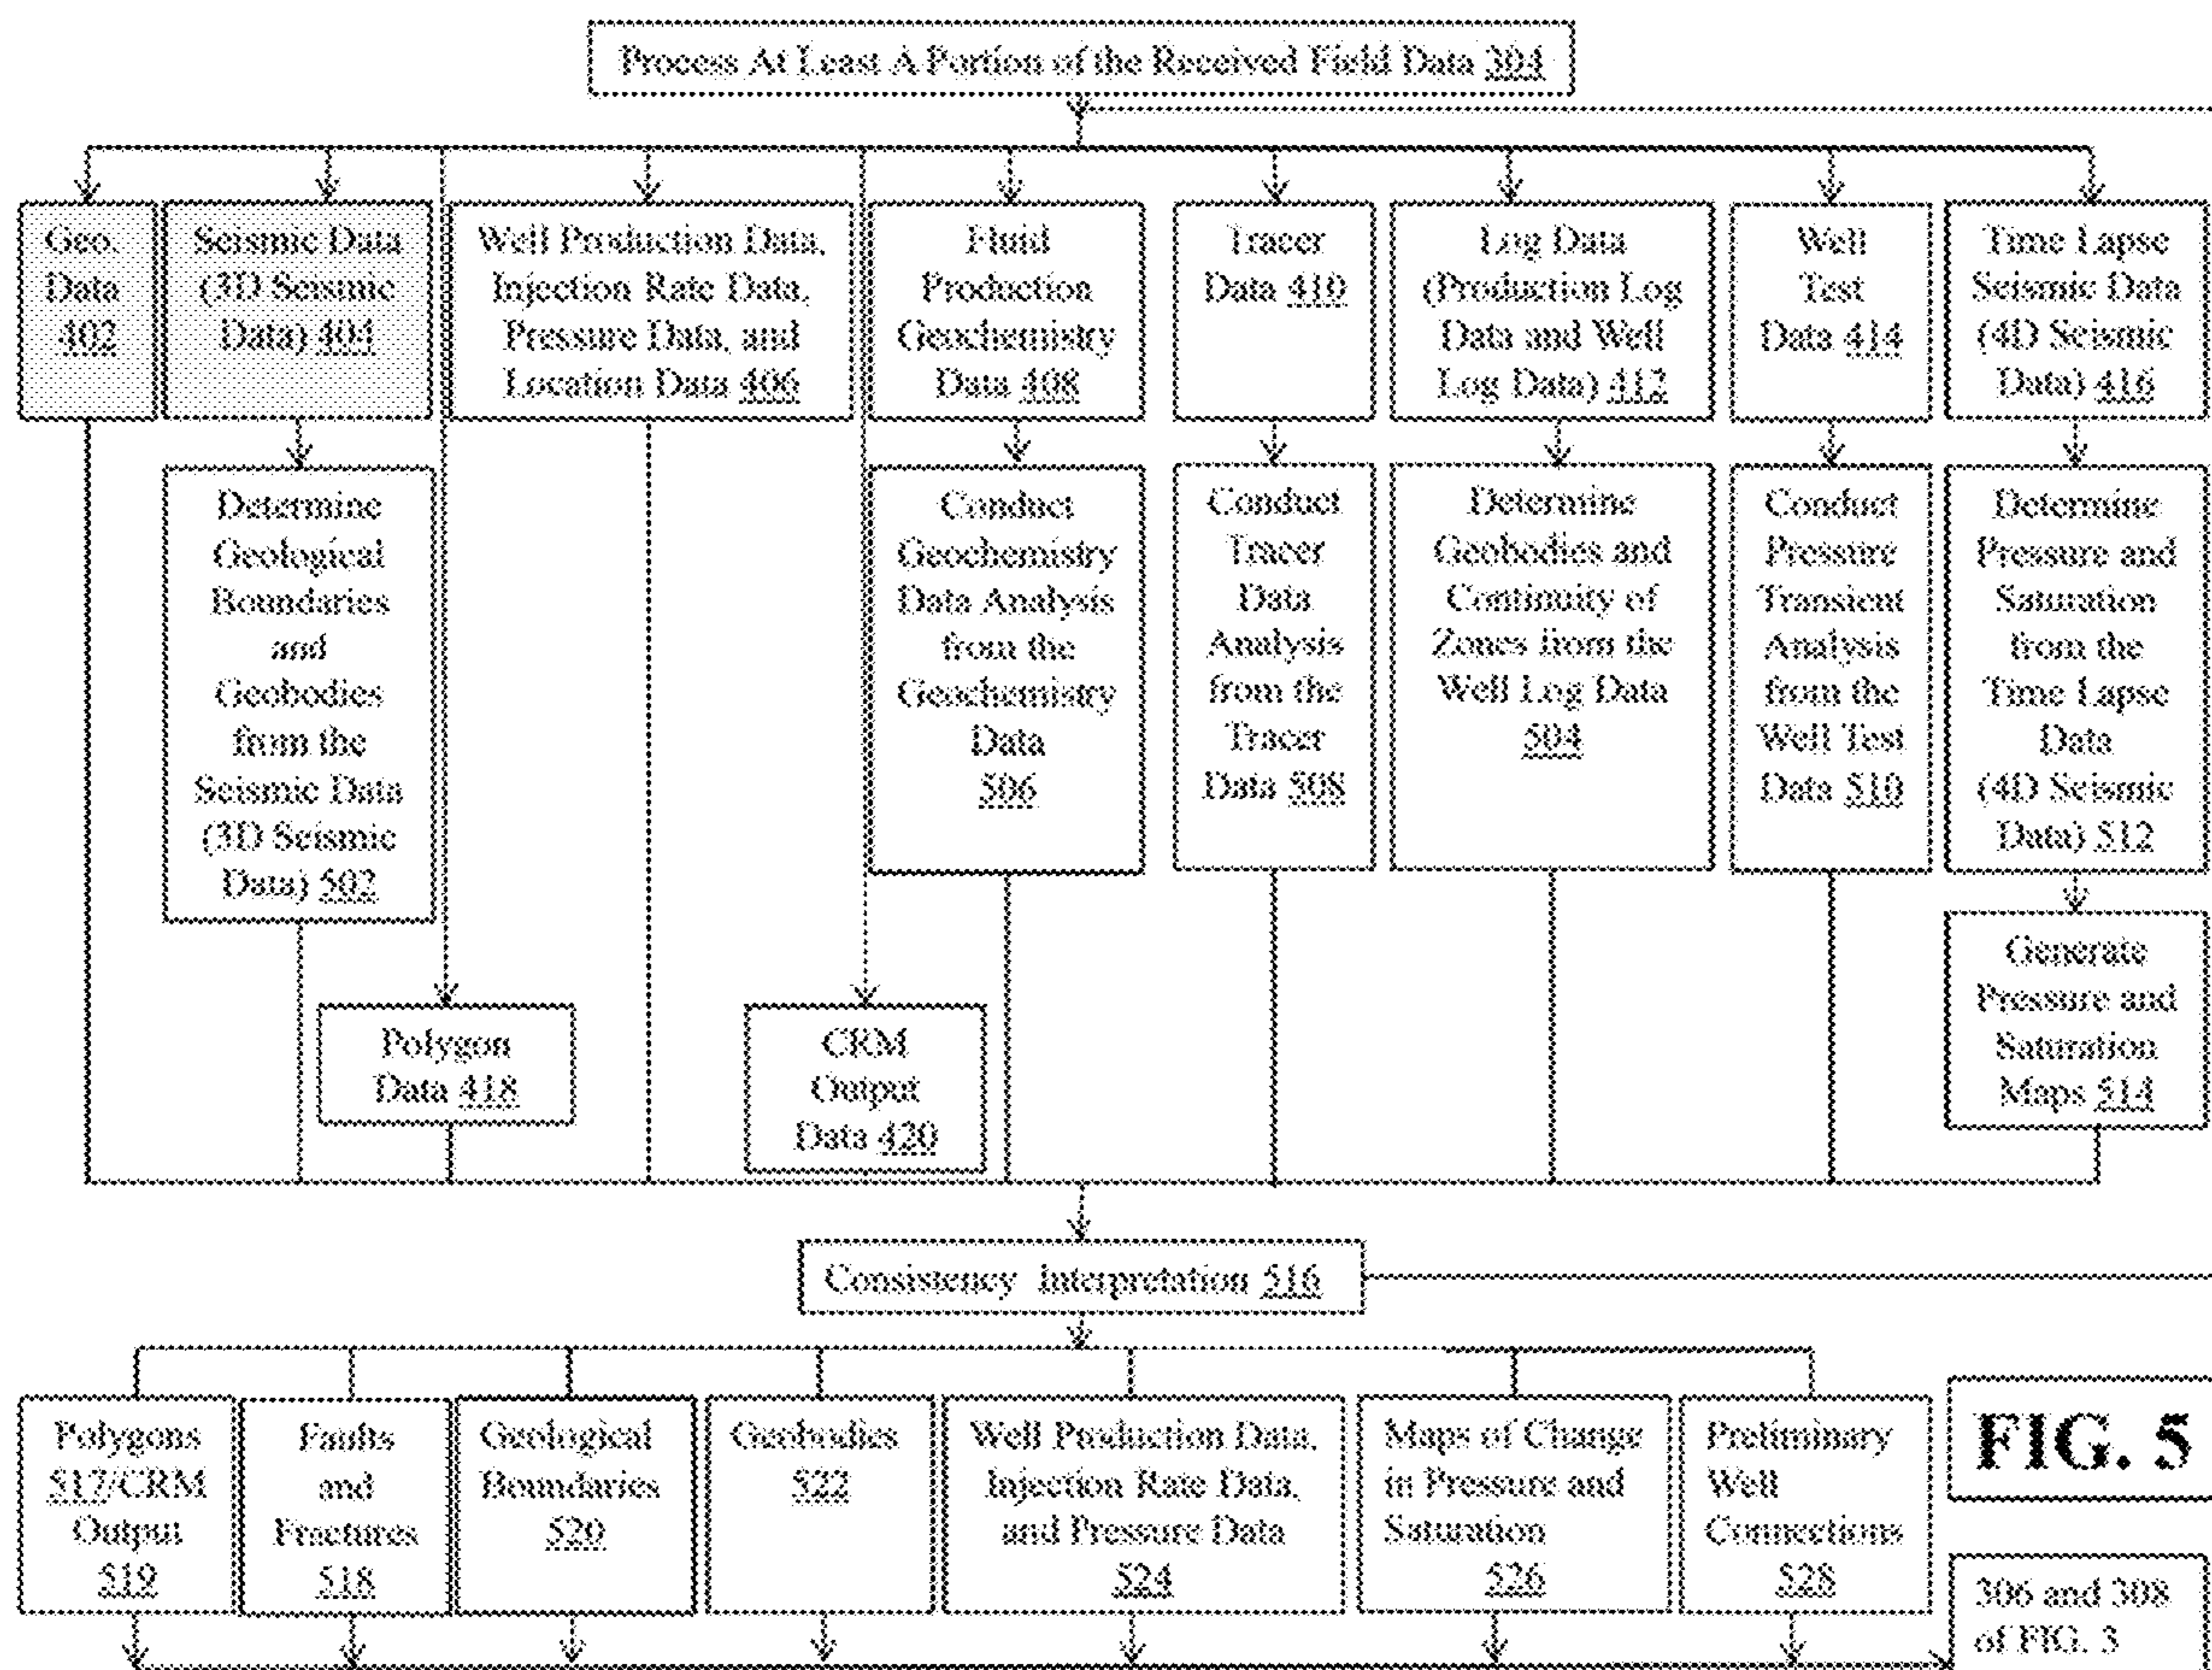 Process At Least A Portion of the Received Field Data 304
Geo.
Data
402
Seismic Data
(3D Seismic
Data) 404
Well Production Data,
Injection Rate Data,
Pressure Data, and
Location Data 406
Fluid
Production
Geochemistry
Data 408
Tracer
Data 410
Log Data
(Production Log
Data and Well
Log Data) 412
Well
Test
Data 414
Time Lapse
Seismic Data
(4D Seismic
Data) 416
Determine
Geological
Boundaries
and
Geobodies
from the
Seismic Data
(3D Seismic
Data) 502
Conduct
Geochemistry
Data Analysis
from the
Geochemistry
Data
506
Conduct
Tracer
Data
Analysis
from the
Tracer
Data 508
Determine
Geobodies and
Continuity of
Zones from the
Well Log Data
504
Conduct
Pressure
Transient
Analysis
from the
Well Test
Data 510
Determine
Pressure and
Saturation
from the
Time Lapse
Data
(4D Seismic
Data) 512
Polygon
Data 418
CRM
Output
Data 420
Generate
Pressure and
Saturation
Maps 514
Consistency Interpretation 516
Polygons
517/CRM
Output
519
Faults
and
Fractures
518
Geological
Boundaries
520
Geobodies
522
Well Production Data,
Injection Rate Data,
and Pressure Data
524
Maps of Change
in Pressure and
Saturation
526
Preliminary
Well
Connections
528
FIG. 5
306 and 308
of FIG. 3